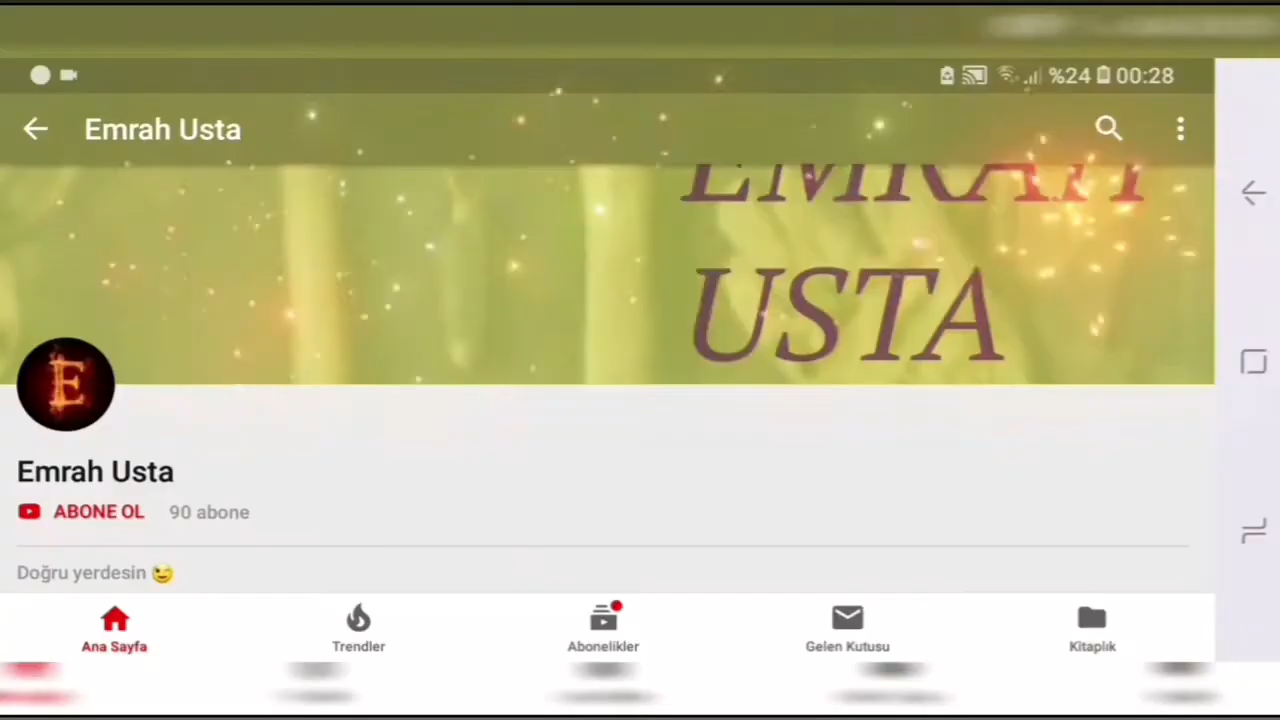 %24 00:28
Emrah Usta
EMRAH
USTA
E
Emrah Usta
ABONE OL 90 abone
Doğru yerdesin 😉
Ana Sayfa Trendler Abonelikler Gelen Kutusu Kitaplık